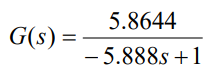 G(s) = 5.8644 / (- 5.888s + 1)